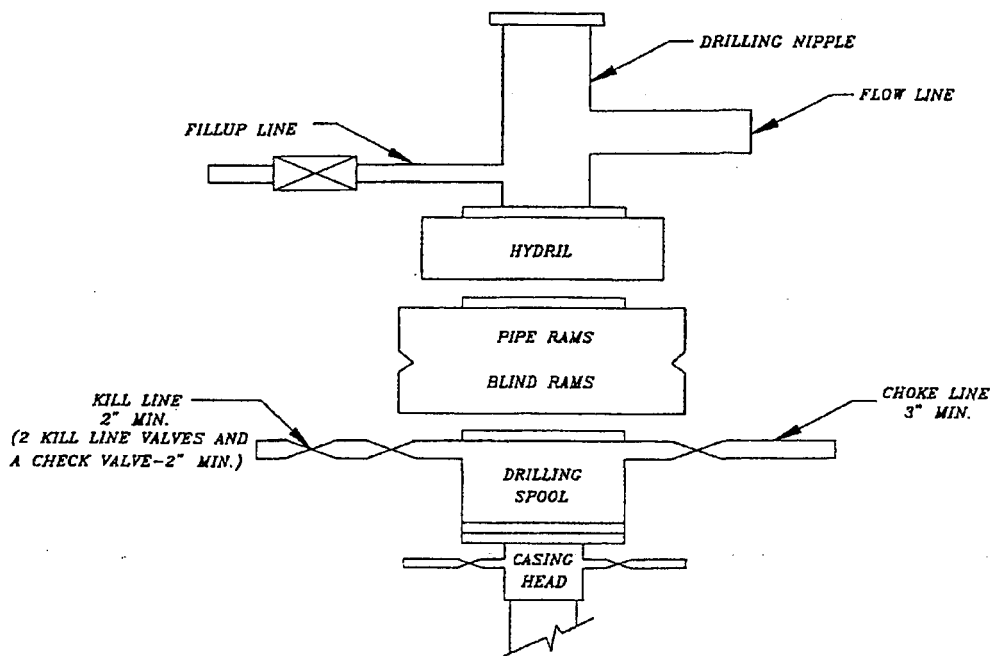 DRILLING NIPPLE
FLOW LINE
FILLUP LINE
HYDRIL
PIPE RAMS
BLIND RAMS
KILL LINE
2" MIN.
(2 KILL LINE VALVES AND
A CHECK VALVE-2" MIN.)
CHOKE LINE
3" MIN.
DRILLING
SPOOL
CASING
HEAD